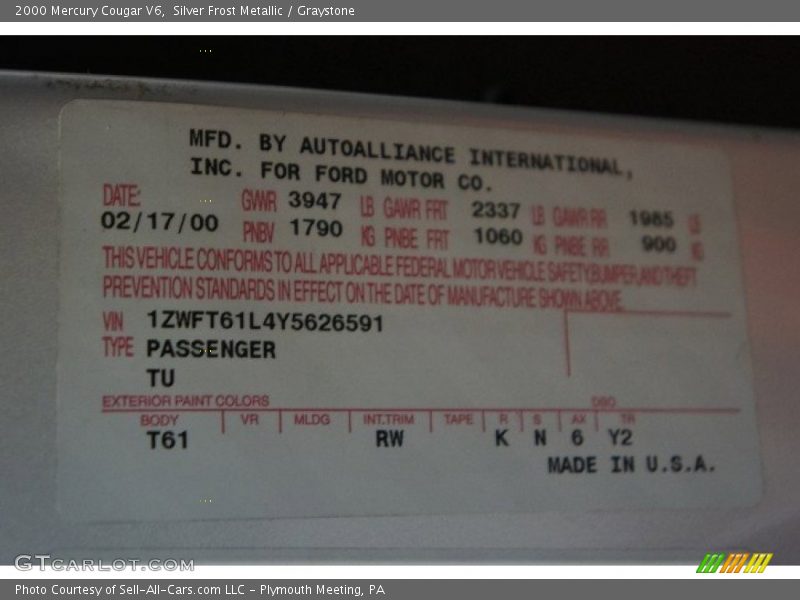 2000 Mercury Cougar V6,  Silver Frost Metallic / Graystone
MFD. BY AUTOALLIANCE INTERNATIONAL,
INC. FOR FORD MOTOR CO.
DATE: GVWR 3947 LB GAWR FRT 2337 LB GAWR RR 1985 LB
02/17/00 PNBV 1790 KG PNBE FRT 1060 KG PNBE RR 900 KG
THIS VEHICLE CONFORMS TO ALL APPLICABLE FEDERAL MOTOR VEHICLE SAFETY, BUMPER, AND THEFT
PREVENTION STANDARDS IN EFFECT ON THE DATE OF MANUFACTURE SHOWN ABOVE.
VIN 1ZWFT61L4Y5626591
TYPE PASSENGER
TU
EXTERIOR PAINT COLORS DSO
BODY VR MLDG INT.TRIM TAPE R S AX TR
T61 RW K N 6 Y2
MADE IN U.S.A.
GTcarlot.com
Photo Courtesy of Sell-All-Cars.com LLC - Plymouth Meeting, PA